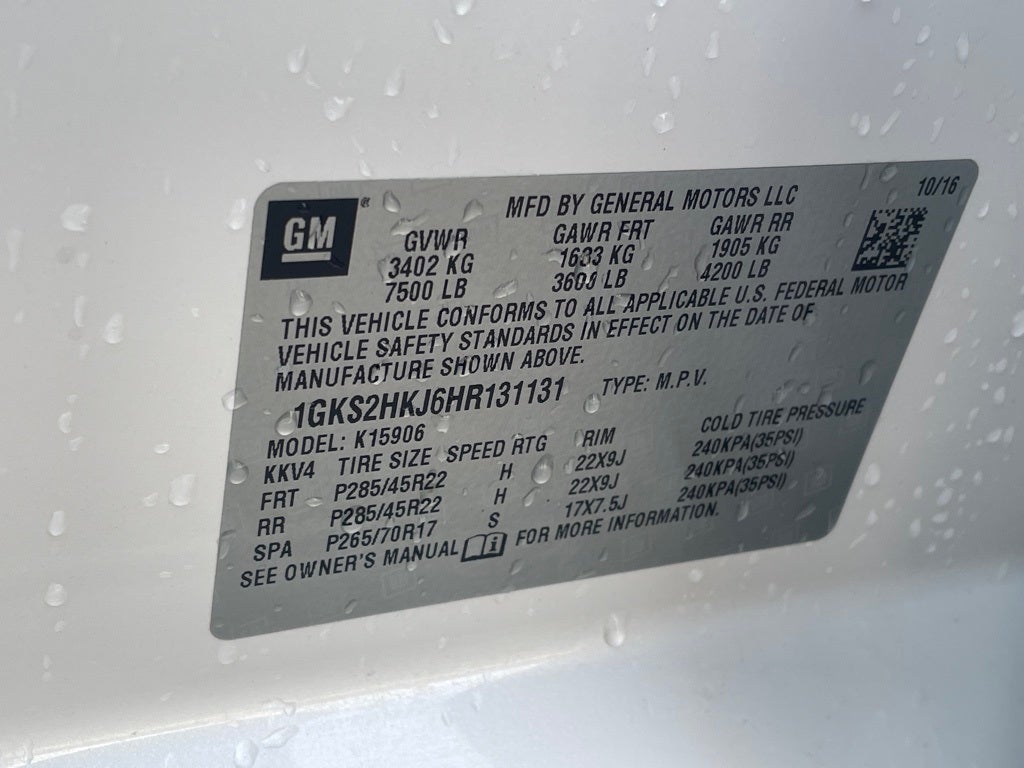 GM ®
MFD BY GENERAL MOTORS LLC
10/16
GVWR GAWR FRT GAWR RR
3402 KG 1633 KG 1905 KG
7500 LB 3600 LB 4200 LB
THIS VEHICLE CONFORMS TO ALL APPLICABLE U.S. FEDERAL MOTOR
VEHICLE SAFETY STANDARDS IN EFFECT ON THE DATE OF
MANUFACTURE SHOWN ABOVE.
1GKS2HKJ6HR131131 TYPE: M.P.V.
MODEL: K15906
KKV4 TIRE SIZE SPEED RTG RIM COLD TIRE PRESSURE
FRT P285/45R22 H 22X9J 240KPA(35PSI)
RR P285/45R22 H 22X9J 240KPA(35PSI)
SPA P265/70R17 S 17X7.5J 240KPA(35PSI)
SEE OWNER'S MANUAL FOR MORE INFORMATION.